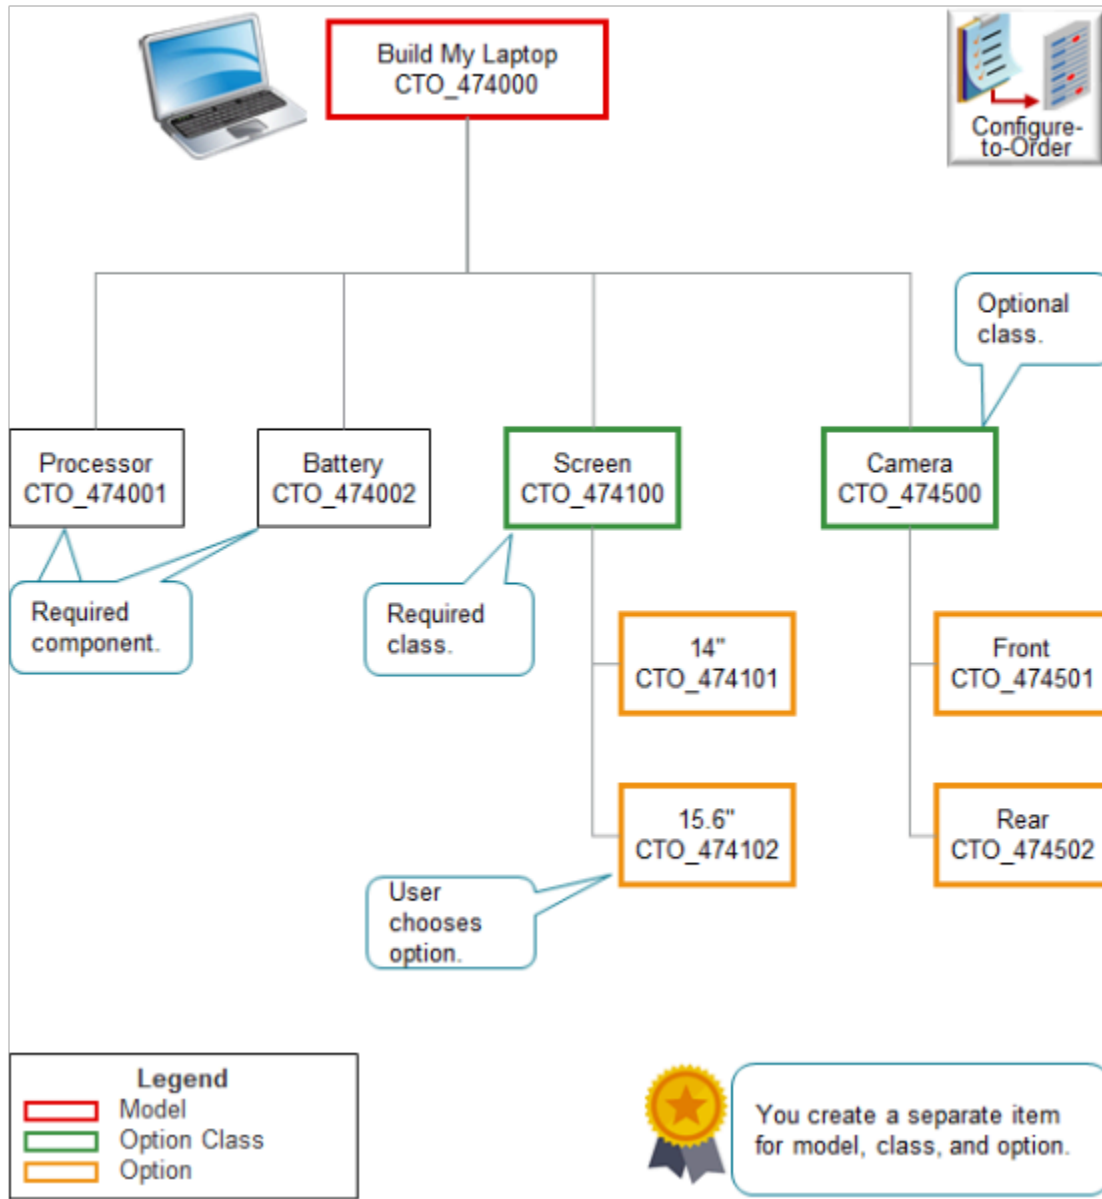 Build My Laptop
CTO_474000
Configure-
to-Order
Optional
class.
Processor
CTO_474001
Battery
CTO_474002
Screen
CTO_474100
Camera
CTO_474500
Required
component.
Required
class.
14"
CTO_474101
Front
CTO_474501
15.6"
CTO_474102
Rear
CTO_474502
User
chooses
option.
Legend
Model
Option Class
Option
You create a separate item
for model, class, and option.